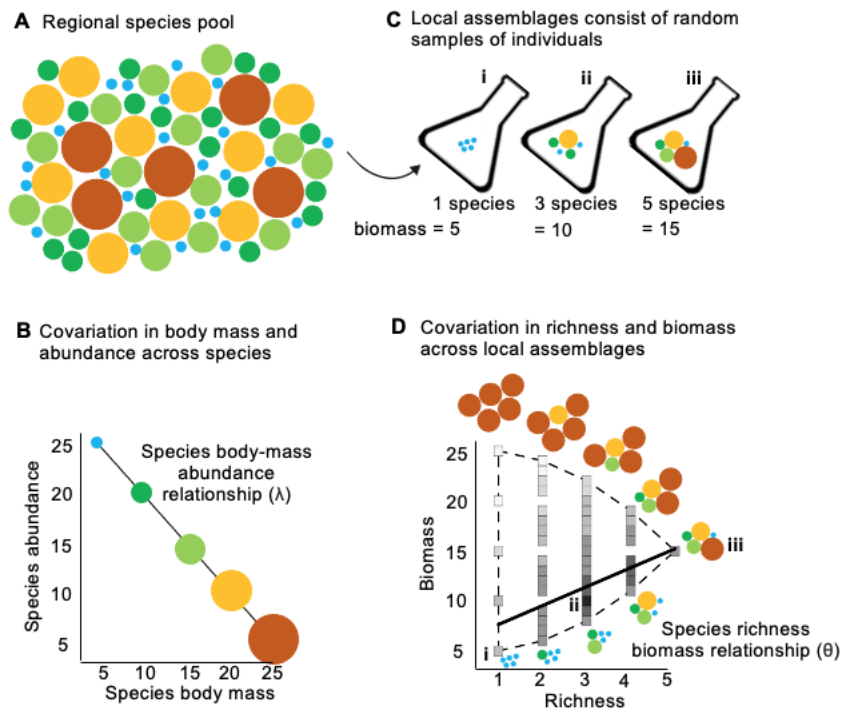 A Regional species pool
C Local assemblages consist of random
samples of individuals
i
ii
iii
1 species
3 species
5 species
biomass = 5
= 10
= 15
B Covariation in body mass and
abundance across species
Species body-mass
abundance
relationship (λ)
Species abundance
25
20
15
10
5
5
10
15
20
25
Species body mass
D Covariation in richness and biomass
across local assemblages
Biomass
25
20
15
10
5
i
ii
iii
Species richness
biomass relationship (θ)
1
2
3
4
5
Richness